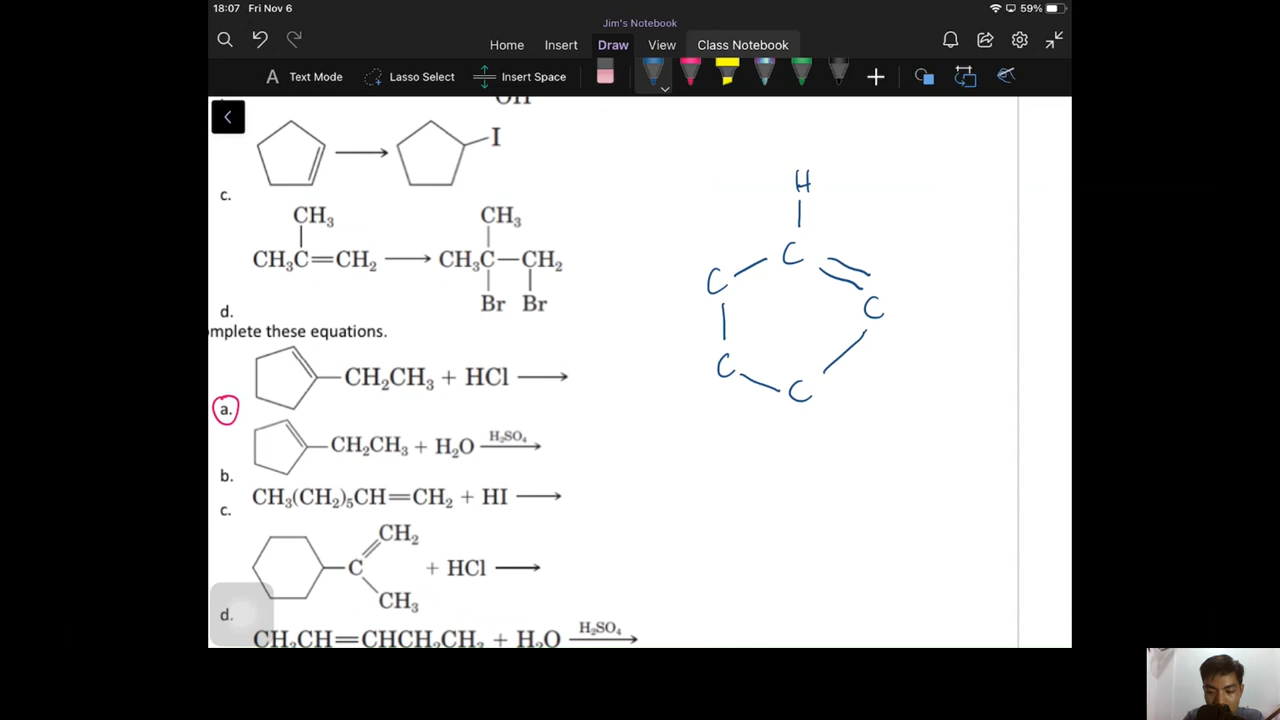 18:07 Fri Nov 6
59%
Jim's Notebook
Home Insert Draw View Class Notebook
Text Mode Lasso Select Insert Space
OH
I
c.
CH₃ CH₃
CH₃C=CH₂ ⟶ CH₃C—CH₂
Br Br
d.
omplete these equations.
CH₂CH₃ + HCl ⟶
a.
CH₂CH₃ + H₂O H₂SO₄ ⟶
b.
CH₃(CH₂)₅CH=CH₂ + HI ⟶
c.
CH₂
C + HCl ⟶
CH₃
d.
CH₃CH=CHCH₂CH₃ + H₂O H₂SO₄ ⟶
H
C
C C
C C